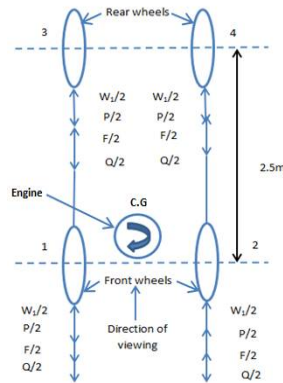 3
Rear wheels
4
W₁/2 W₁/2
P/2 P/2
F/2 F/2
Q/2 Q/2
2.5m
Engine
C.G
1
2
Front wheels
W₁/2
P/2
F/2
Q/2
Direction of
viewing
W₁/2
P/2
F/2
Q/2